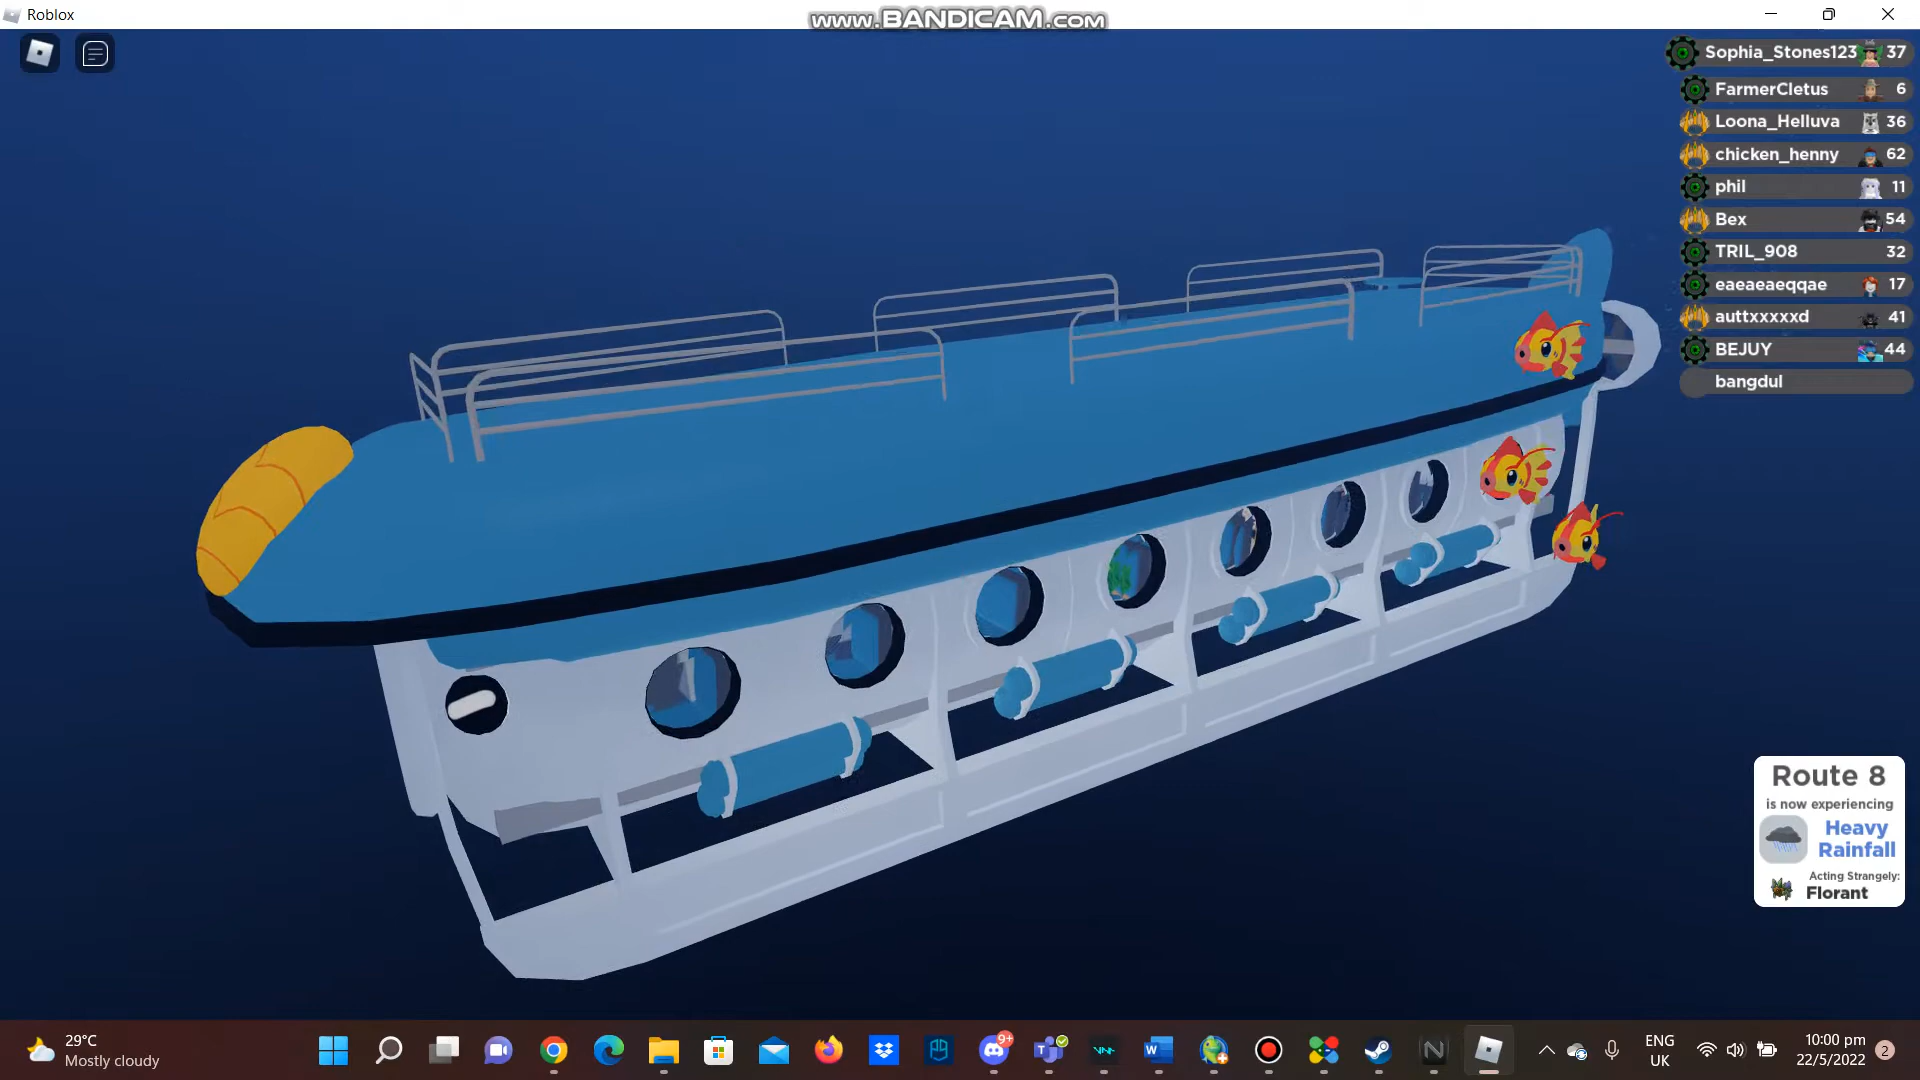 Roblox
www.BANDICAM.com
Sophia_Stones123 37
FarmerCletus 6
Loona_Helluva 36
chicken_henny 62
phil 11
Bex 54
TRIL_908 32
eaeaeaeqqae 17
auttxxxxxd 41
BEJUY 44
bangdul
Route 8
is now experiencing
Heavy
Rainfall
Acting Strangely:
Florant
29°C
Mostly cloudy
9+
W
N
ENG
UK
10:00 pm
22/5/2022
2